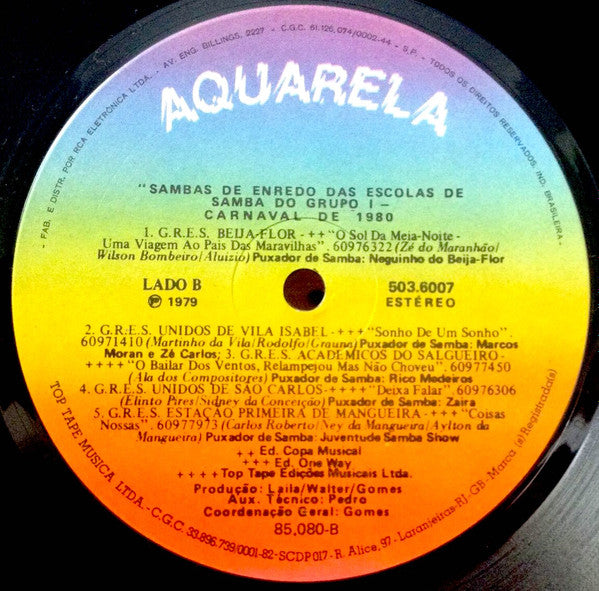 - FAB. E DISTR. POR RCA ELETRÔNICA LTDA. - AV. ENG. BILLINGS, 2227 - C.G.C. 61.126.074/0002-44 - S.P. - TODOS OS DIREITOS RESERVADOS. IND. BRASILEIRA -
AQUARELA
"SAMBAS DE ENREDO DAS ESCOLAS DE
SAMBA DO GRUPO I -
CARNAVAL DE 1980
1. G.R.E.S. BEIJA-FLOR - + + "O Sol Da Meia-Noite -
Uma Viagem Ao Pais Das Maravilhas". 60976322 (Zé do Maranhão/
Wilson Bombeiro/Aluizio) Puxador de Samba: Neguinho do Beija-Flor
LADO B
℗ 1979
503.6007
ESTÉREO
2. G.R.E.S. UNIDOS DE VILA ISABEL - + + + "Sonho De Um Sonho".
60971410 (Martinho da Vila/Rodolfo/Grauna) Puxador de Samba: Marcos
Moran e Zé Carlos; 3. G.R.E.S. ACADÊMICOS DO SALGUEIRO -
+ + + + "O Bailar Dos Ventos, Relampejou Mas Não Choveu". 60977450
(Ala dos Compositores) Puxador de Samba: Rico Medeiros
4. G.R.E.S. UNIDOS DE SÃO CARLOS - + + "Deixa Falar" 60976306
(Elinto Pires/Sidney da Conceição) Puxador de Samba: Zaira
5. G.R.E.S. ESTAÇÃO PRIMEIRA DE MANGUEIRA - + + "Coisas
Nossas". 60977973 (Carlos Roberto/Ney da Mangueira/Aylton da
Mangueira) Puxador de Samba: Juventude Samba Show
+ + Ed. Copa Musical
+ + + Ed. One Way
+ + + + Top Tape Edições Musicais Ltda.
Produção: Laíla/Walter/Gomes
Aux. Técnico: Pedro
Coordenação Geral: Gomes
85.080-B
TOP TAPE MUSICA LTDA. - C.G.C. 33.896.739/0001-82 - SCDP 017 - R. Alice, 97 - Laranjeiras-RJ-GB - Marca(s) Registrada(s)